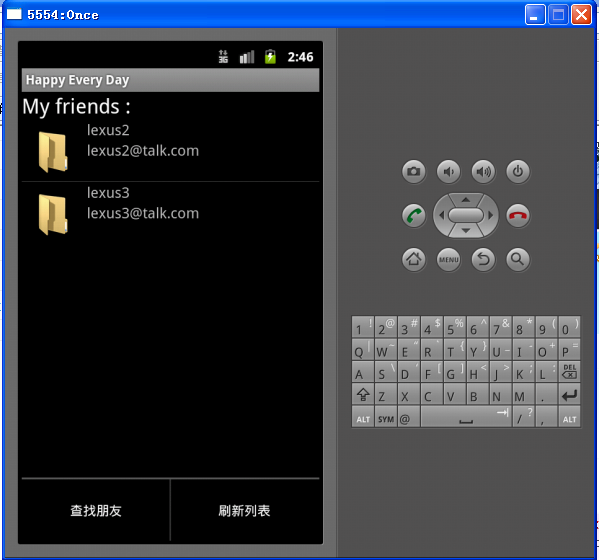 5554:Once
3G 2:46
Happy Every Day
My friends :
lexus2
lexus2@talk.com
lexus3
lexus3@talk.com
查找朋友 刷新列表
MENU
1 ! 2 @ 3 # 4 $ 5 % 6 ^ 7 & 8 * 9 ( 0 )
Q | W ~ E " R ` T { Y } U _ I - O + P =
A S \ D ' F [ G ] H < J > K ; L : DEL
Z X C V B N M .
ALT SYM @ / ? , ALT